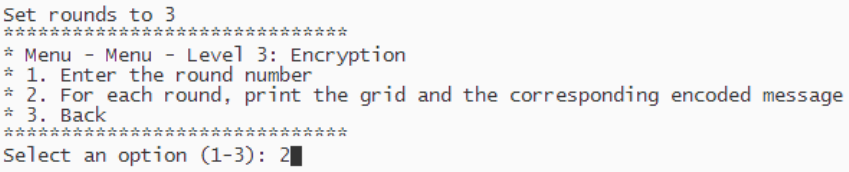 Set rounds to 3
******************************
* Menu - Menu - Level 3: Encryption
* 1. Enter the round number
* 2. For each round, print the grid and the corresponding encoded message
* 3. Back
******************************
Select an option (1-3): 2